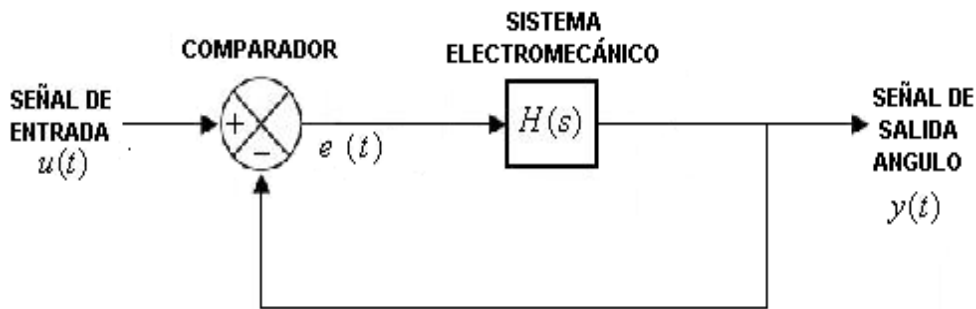 SISTEMA
ELECTROMECÁNICO
COMPARADOR
SEÑAL DE
ENTRADA
u(t)
+
−
e (t)
H(s)
SEÑAL DE
SALIDA
ANGULO
y(t)